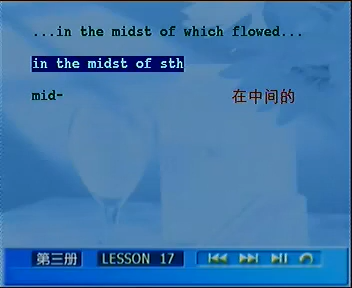 ...in the midst of which flowed...
in the midst of sth
mid- 在中间的
第三册 LESSON 17